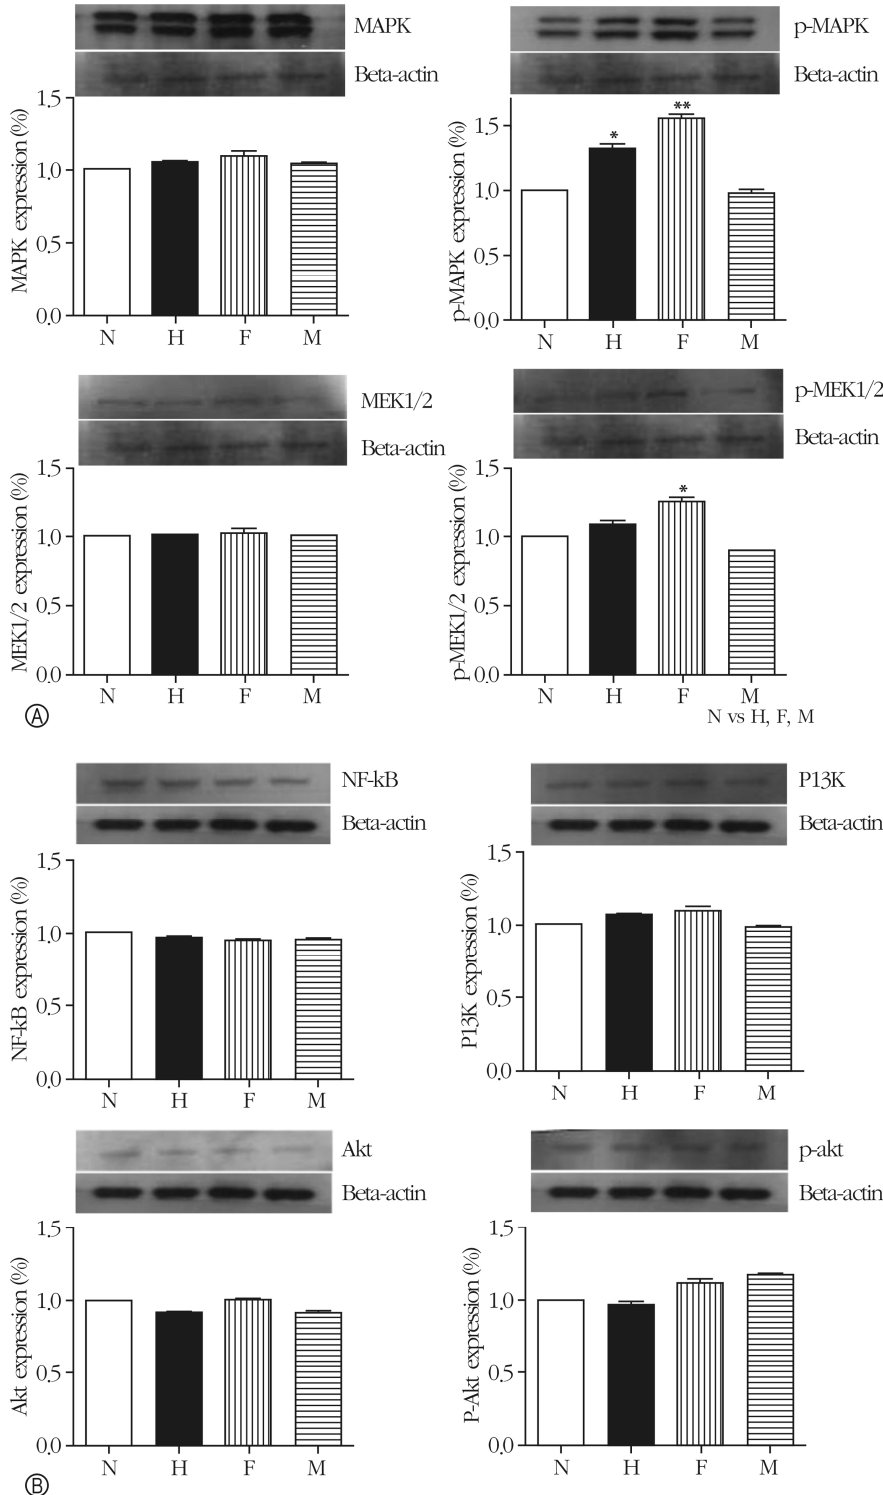 MAPK
Beta-actin
MAPK expression (%)
1.5
1.0
0.5
0.0
N H F M
p-MAPK
Beta-actin
p-MAPK expression (%)
1.5
1.0
0.5
0.0
*
**
N H F M
MEK1/2
Beta-actin
MEK1/2 expression (%)
1.5
1.0
0.5
0.0
N H F M
p-MEK1/2
Beta-actin
p-MEK1/2 expression (%)
1.5
1.0
0.5
0.0
*
N H F M
N vs H, F, M
Ⓐ
NF-kB
Beta-actin
NF-kB expression (%)
1.5
1.0
0.5
0.0
N H F M
P13K
Beta-actin
P13K expression (%)
1.5
1.0
0.5
0.0
N H F M
Akt
Beta-actin
Akt expression (%)
1.5
1.0
0.5
0.0
N H F M
p-akt
Beta-actin
P-Akt expression (%)
1.5
1.0
0.5
0.0
N H F M
Ⓑ